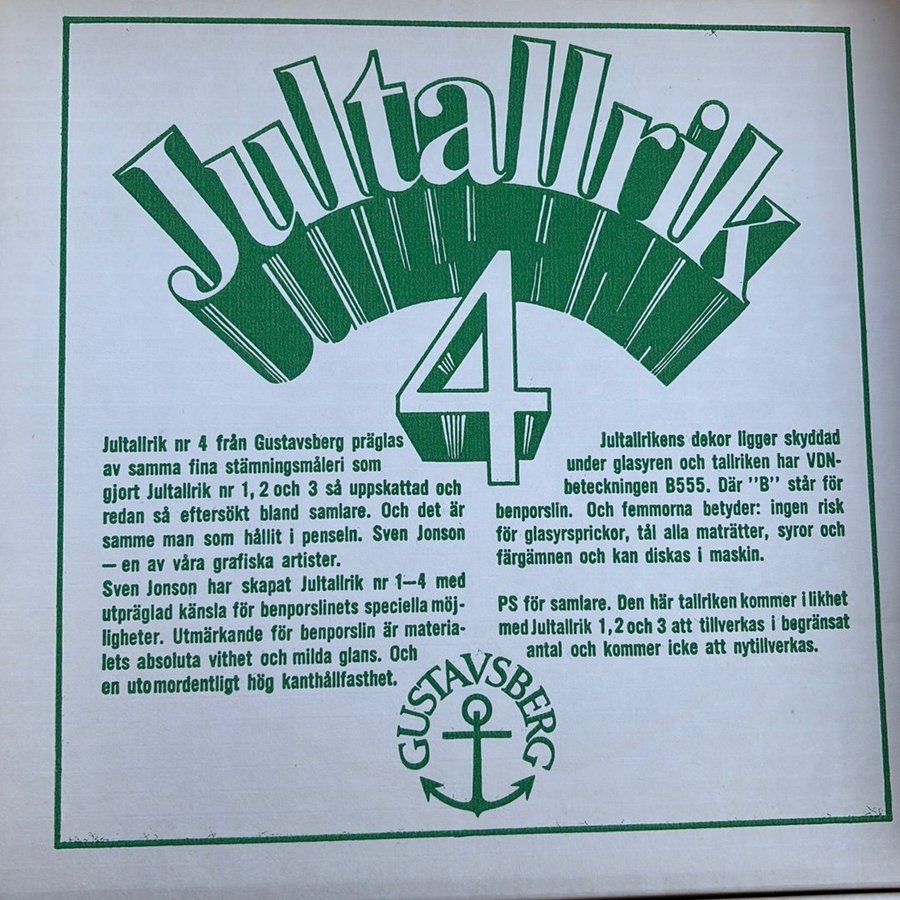 Jultallrik
4
Jultallrik nr 4 från Gustavsberg präglas
av samma fina stämningsmåleri som
gjort Jultallrik nr 1, 2 och 3 så uppskattad och
redan så eftersökt bland samlare. Och det är
samme man som hållit i penseln. Sven Jonson
— en av våra grafiska artister.
Sven Jonson har skapat Jultallrik nr 1—4 med
utpräglad känsla för benporslinets speciella möj-
ligheter. Utmärkande för benporslin är materia-
lets absoluta vithet och milda glans. Och
en utomordentligt hög kanthållfasthet.
Jultallrikens dekor ligger skyddad
under glasyren och tallriken har VDN-
beteckningen B555. Där "B" står för
benporslin. Och femmorna betyder: ingen risk
för glasyrsprickor, tål alla maträtter, syror och
färgämnen och kan diskas i maskin.
PS för samlare. Den här tallriken kommer i likhet
med Jultallrik 1, 2 och 3 att tillverkas i begränsat
antal och kommer icke att nytillverkas.
GUSTAVSBERG